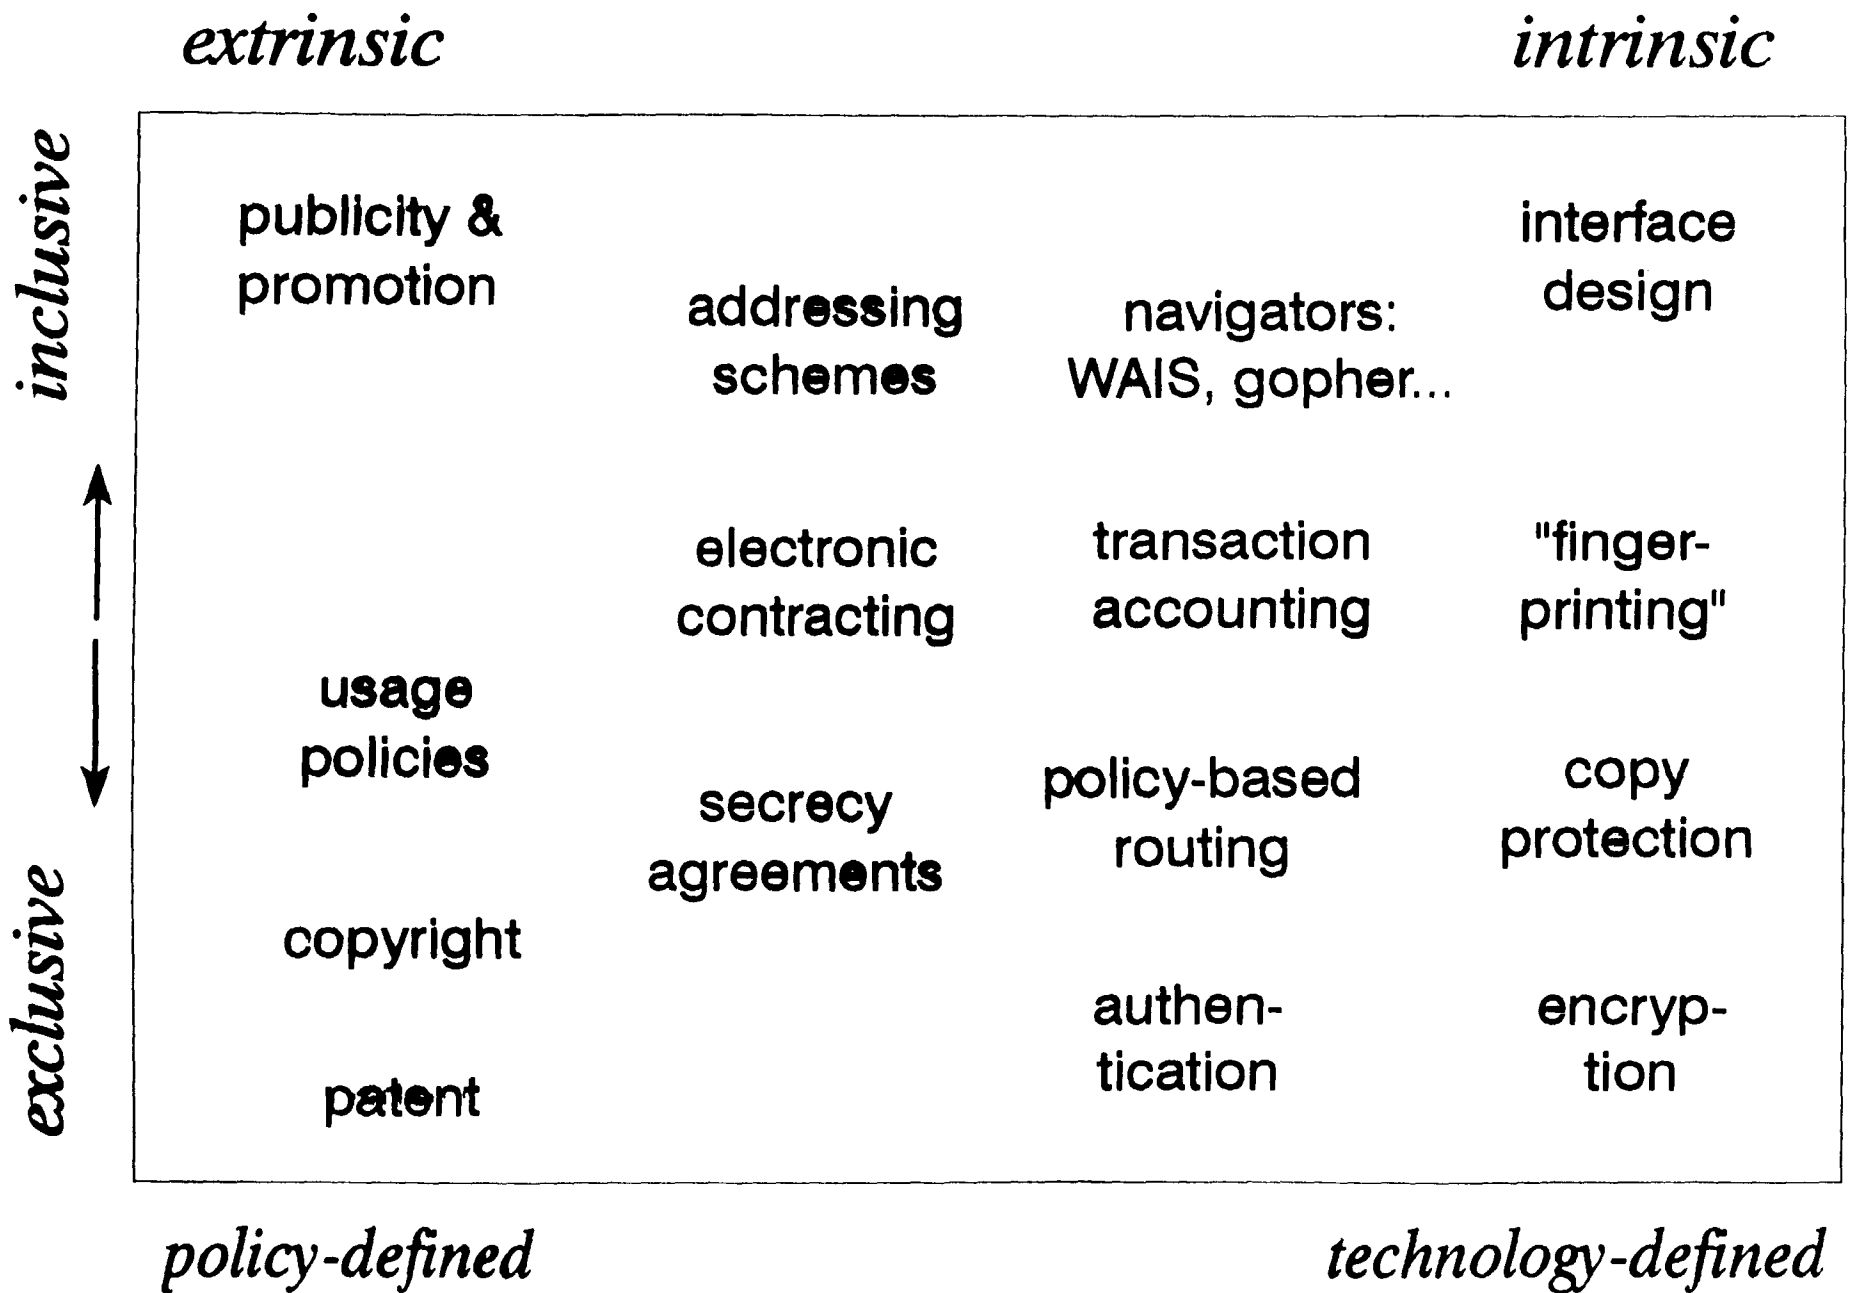 extrinsic
intrinsic
inclusive
exclusive
publicity &
promotion
addressing
schemes
navigators:
WAIS, gopher...
interface
design
electronic
contracting
transaction
accounting
"finger-
printing"
usage
policies
secrecy
agreements
policy-based
routing
copy
protection
copyright
authen-
tication
encryp-
tion
patent
policy-defined
technology-defined